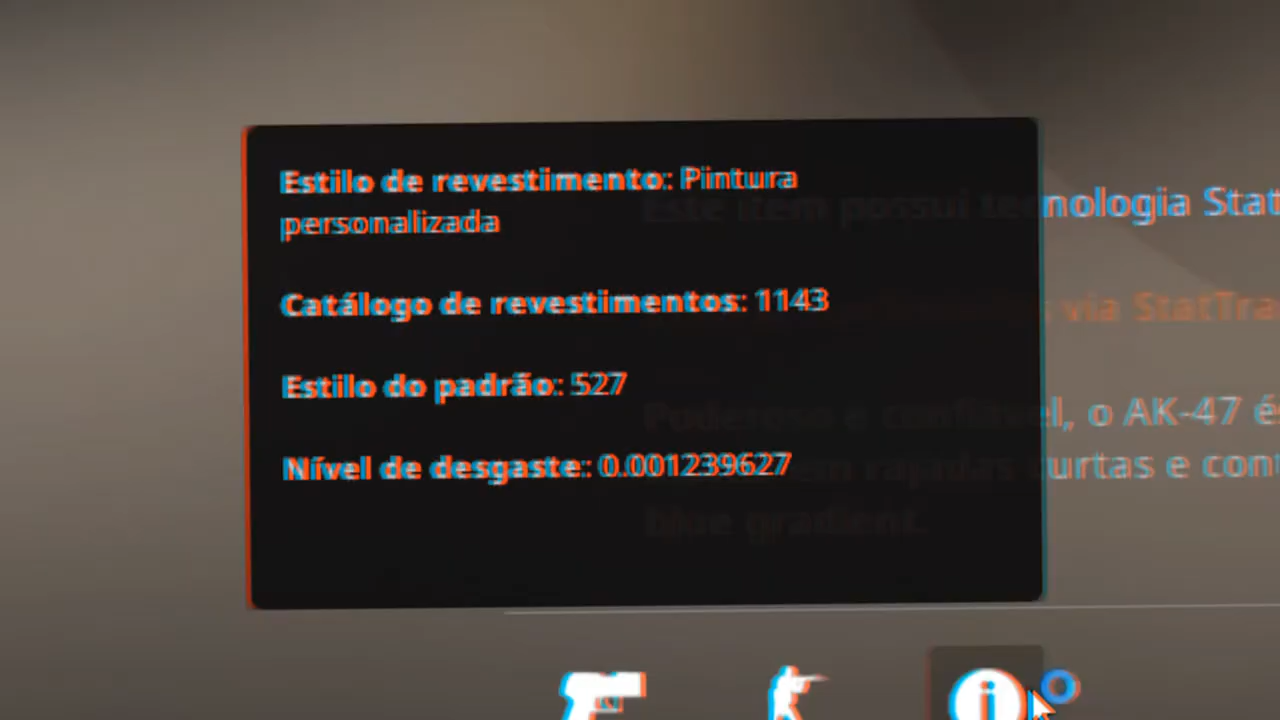 Estilo de revestimento: Pintura
personalizada
Este item possui tecnologia Stat
Catálogo de revestimentos: 1143
via StatTra
Estilo do padrão: 527
Poderoso e confiável, o AK-47 é
Nível de desgaste: 0.001239627
em rajadas curtas e con
blue gradient.